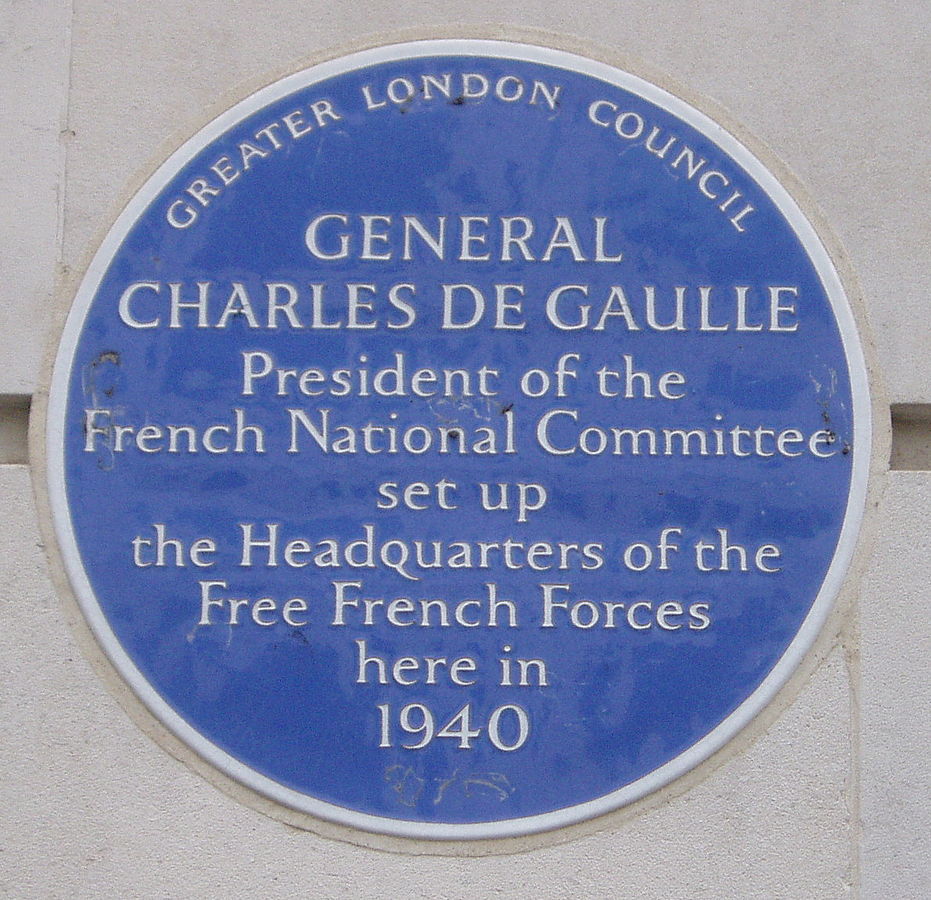 GREATER LONDON COUNCIL
GENERAL
CHARLES DE GAULLE
President of the
French National Committee
set up
the Headquarters of the
Free French Forces
here in
1940